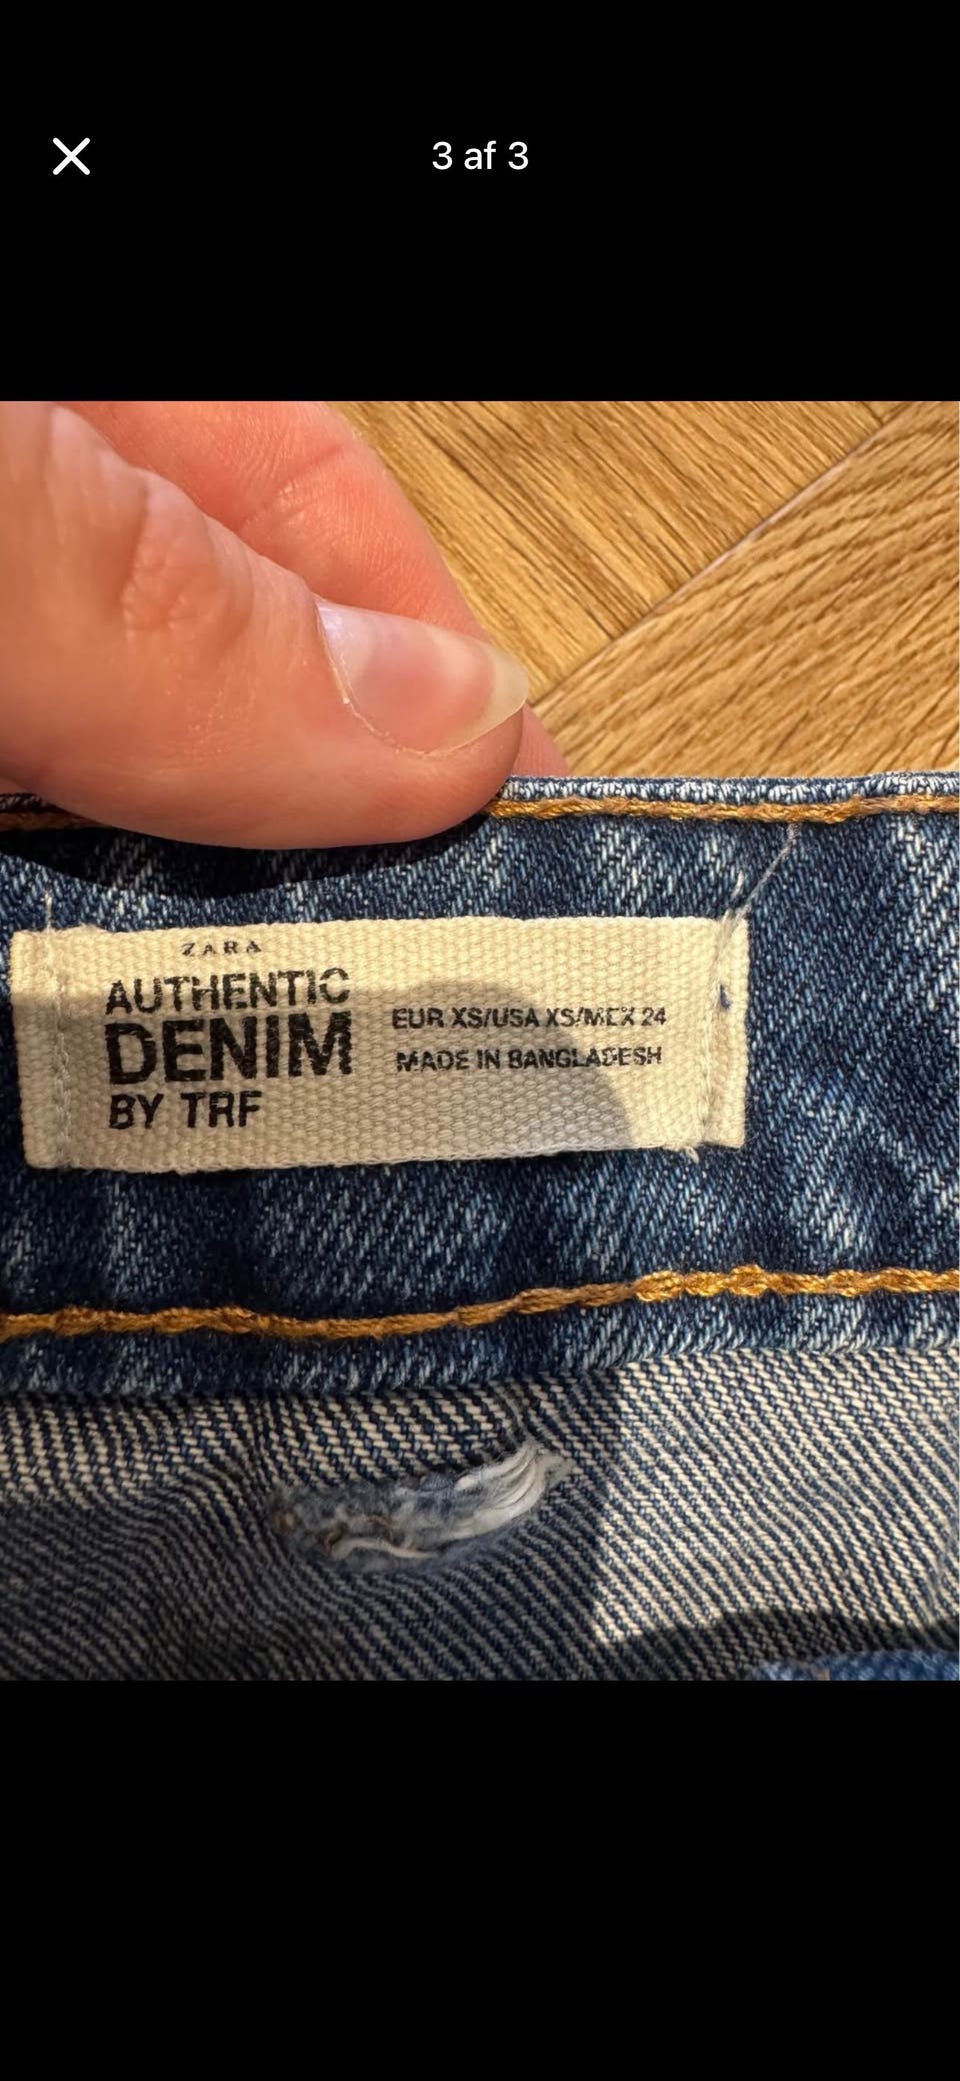 3 af 3
ZARA
AUTHENTIC
DENIM
BY TRF
EUR XS/USA XS/MEX 24
MADE IN BANGLADESH